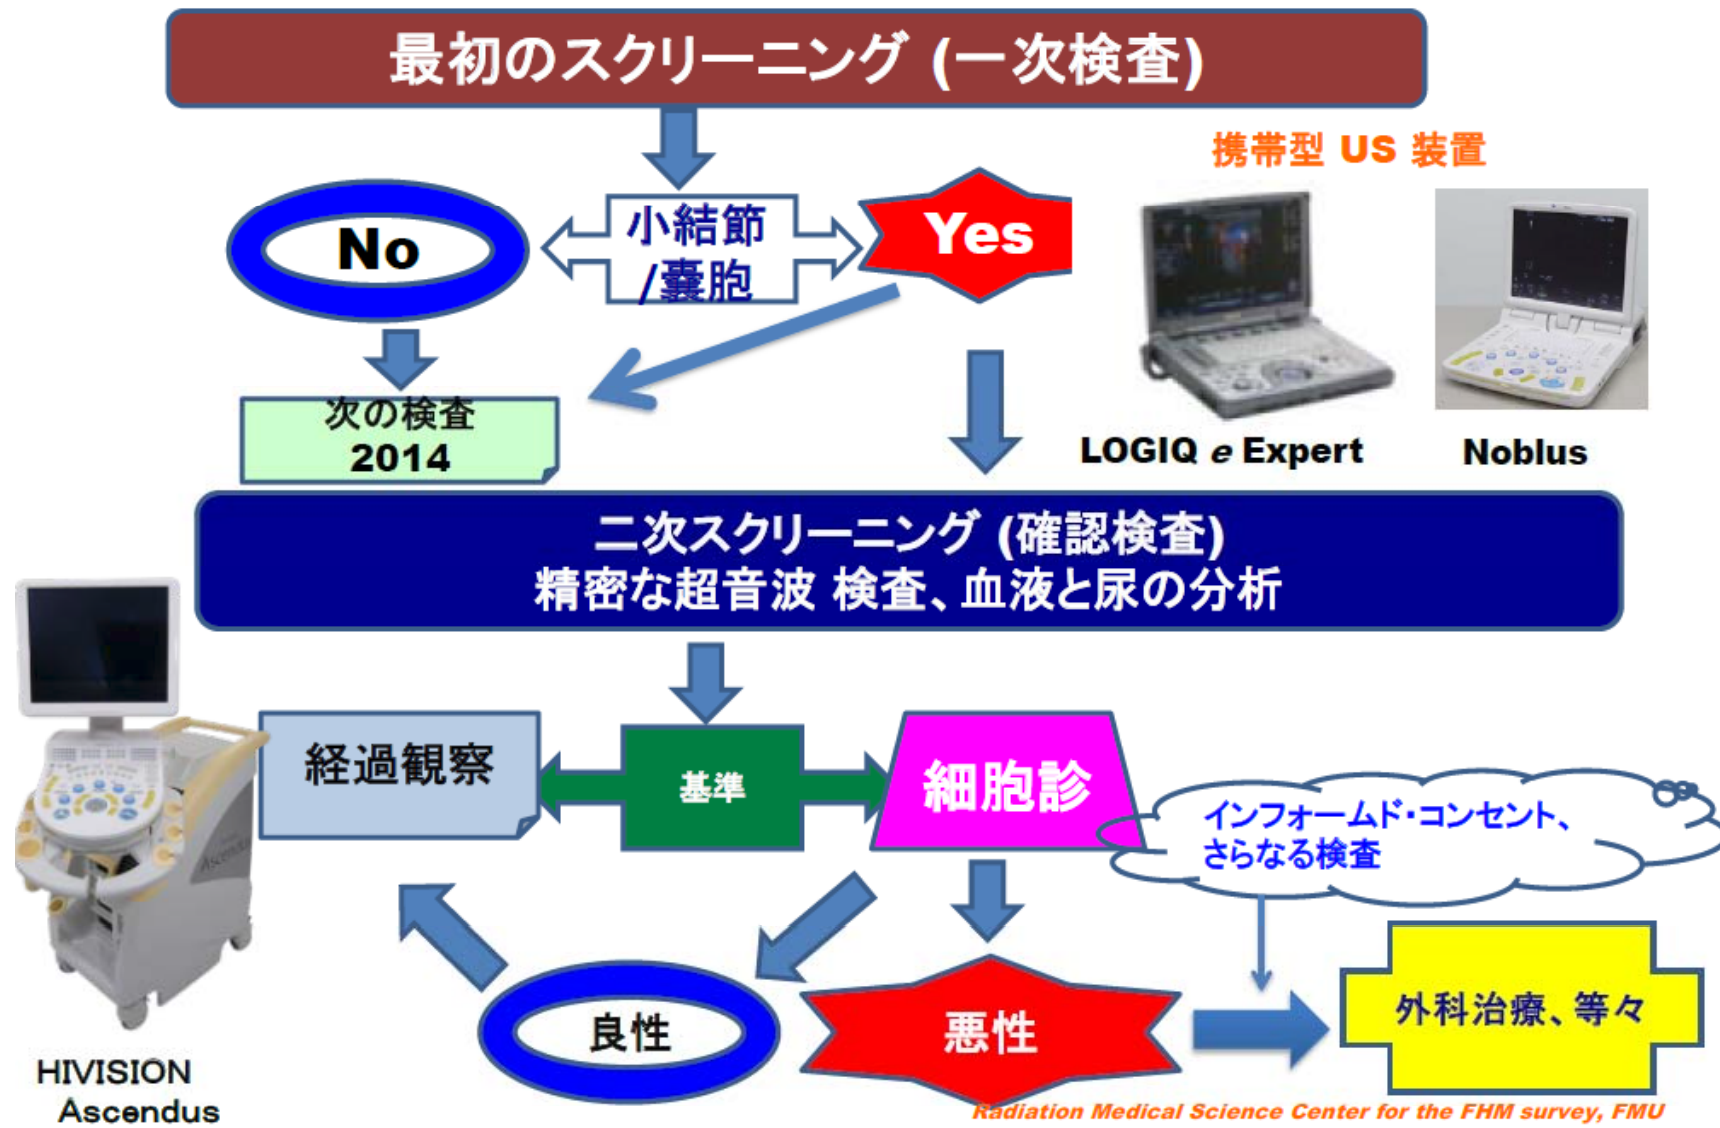 最初のスクリーニング (一次検査)
携帯型 US 装置
No
小結節
/嚢胞
Yes
次の検査
2014
LOGIQ e Expert
Noblus
二次スクリーニング (確認検査)
精密な超音波 検査、血液と尿の分析
経過観察
基準
細胞診
インフォームド・コンセント、
さらなる検査
Ascendus
良性
悪性
外科治療、等々
HIVISION
Ascendus
Radiation Medical Science Center for the FHM survey, FMU